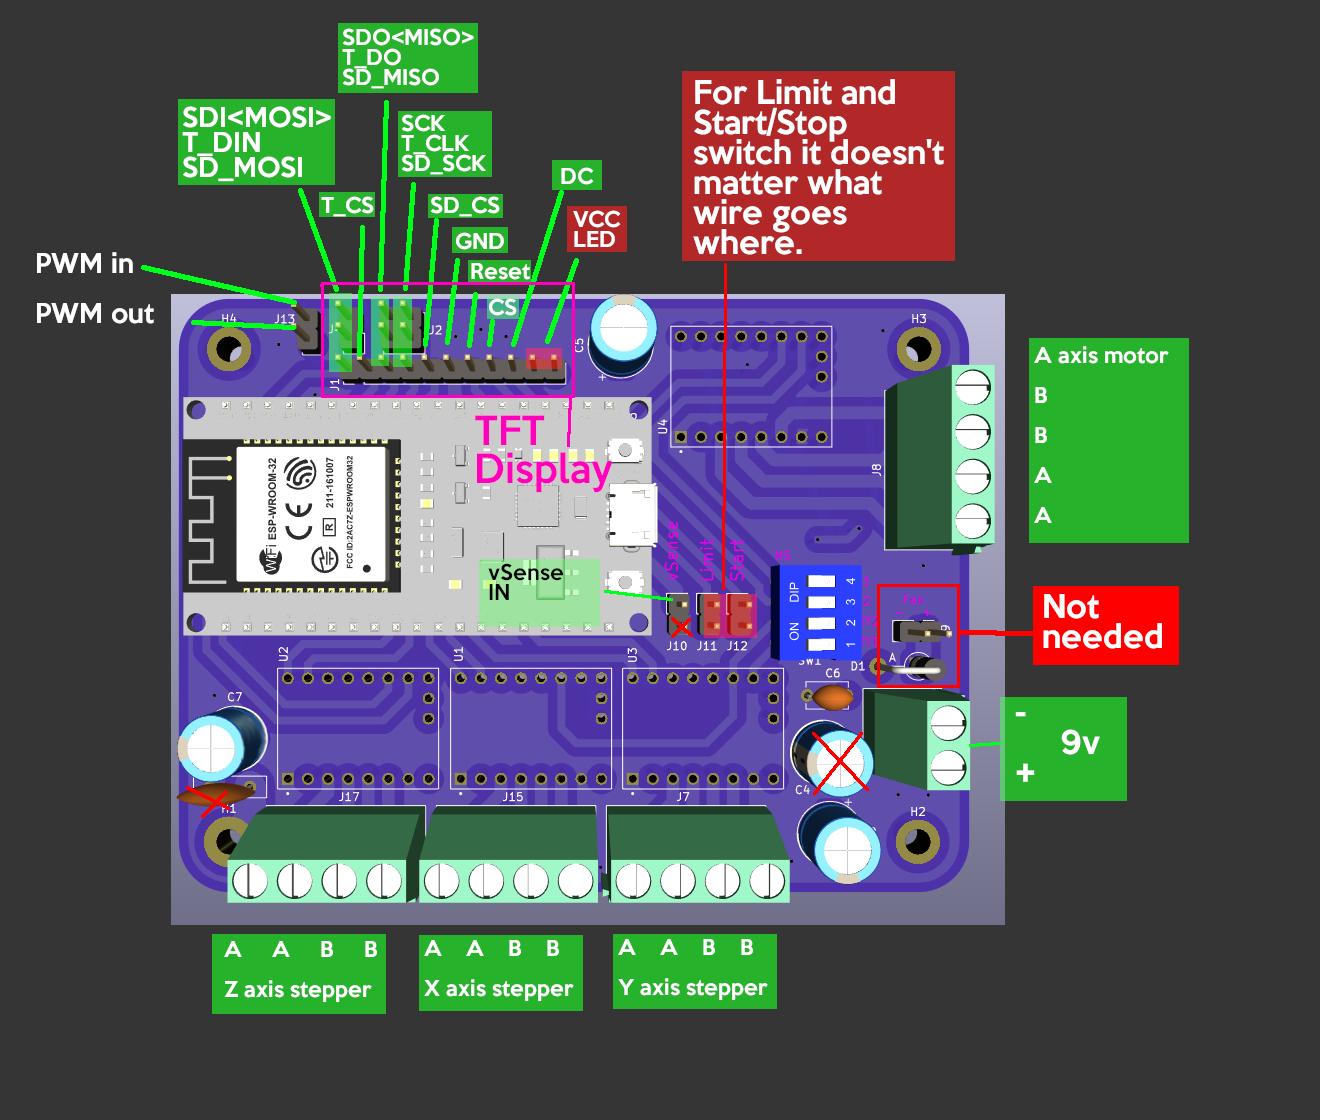 SDO<MISO>
T_DO
SD_MISO
SDI<MOSI>
T_DIN
SD_MOSI
SCK
T_CLK
SD_SCK
For Limit and
Start/Stop
switch it doesn't
matter what
wire goes
where.
DC
T_CS
SD_CS
VCC
LED
GND
Reset
CS
PWM in
PWM out
H4
J13
J2
C5
H3
J1
U4
A axis motor
B
B
A
A
J8
TFT
Display
WiFi ESP-WROOM-32
CE
211-161007
R
FCC ID:2AC7Z-ESPWROOM32
vSense
IN
vSense
Limit
Start
DIP
ON
4
3
2
1
J10
J11
J12
SW1
Fan
- +
Not
needed
D1
A
U2
U1
U3
C6
C7
C4
+
-
9v
+
H1
H2
J17
J15
J7
A A B B
Z axis stepper
A A B B
X axis stepper
A A B B
Y axis stepper